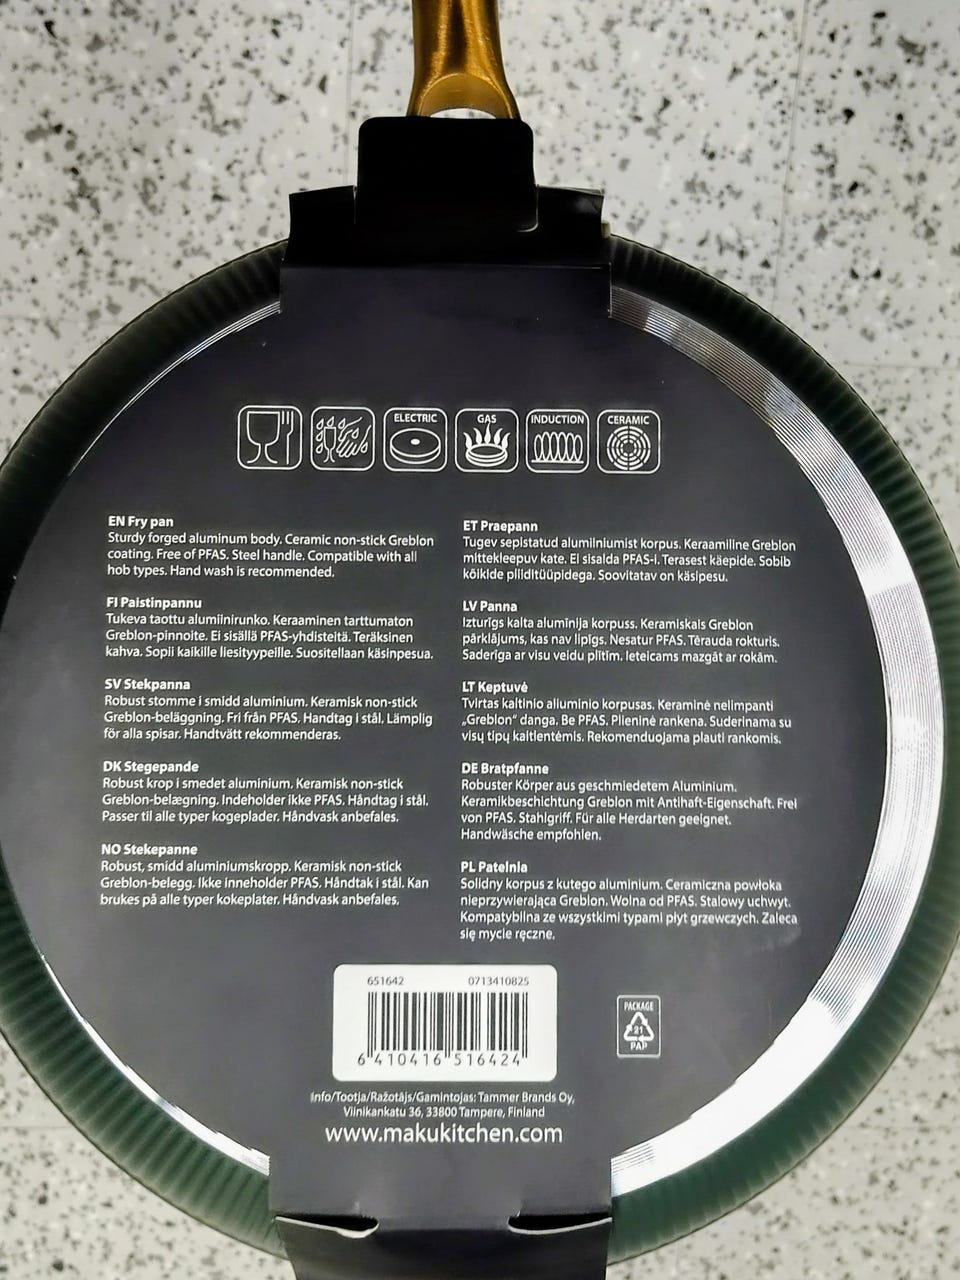 ELECTRIC
GAS
INDUCTION
CERAMIC
EN Fry pan
Sturdy forged aluminum body. Ceramic non-stick Greblon
coating. Free of PFAS. Steel handle. Compatible with all
hob types. Hand wash is recommended.
FI Paistinpannu
Tukeva taottu alumiinirunko. Keraaminen tarttumaton
Greblon-pinnoite. Ei sisällä PFAS-yhdisteitä. Teräksinen
kahva. Sopii kaikille liesityypeille. Suositellaan käsinpesua.
SV Stekpanna
Robust stomme i smidd aluminium. Keramisk non-stick
Greblon-beläggning. Fri från PFAS. Handtag i stål. Lämplig
för alla spisar. Handtvätt rekommenderas.
DK Stegepande
Robust krop i smedet aluminium. Keramisk non-stick
Greblon-belægning. Indeholder ikke PFAS. Håndtag i stål.
Passer til alle typer kogeplader. Håndvask anbefales.
NO Stekepanne
Robust, smidd aluminiumskropp. Keramisk non-stick
Greblon-belegg. Ikke inneholder PFAS. Håndtak i stål. Kan
brukes på alle typer kokeplater. Håndvask anbefales.
ET Praepann
Tugev sepistatud alumiiniumist korpus. Keraamiline Greblon
mittekleepuv kate. Ei sisalda PFAS-i. Terasest käepide. Sobib
kõikide pliidităüpidega. Soovitatav on käsipesu.
LV Panna
Izturīgs kalta alumīnija korpuss. Keramiskais Greblon
pārklājums, kas nav lipīgs. Nesatur PFAS. Tērauda rokturis.
Saderīga ar visu veidu plītīm. Ieteicams mazgāt ar rokām.
LT Keptuvė
Tvirtas kaltinio aliuminio korpusas. Keraminė nelimpanti
„Greblon“ danga. Be PFAS. Plieninė rankena. Suderinama su
visų tipų kaitlentėmis. Rekomenduojama plauti rankomis.
DE Bratpfanne
Robuster Körper aus geschmiedetem Aluminium.
Keramikbeschichtung Greblon mit Antihaft-Eigenschaft. Frei
von PFAS. Stahlgriff. Für alle Herdarten geeignet.
Handwäsche empfohlen.
PL Patelnia
Solidny korpus z kutego aluminium. Ceramiczna powłoka
nieprzywierająca Greblon. Wolna od PFAS. Stalowy uchwyt.
Kompatybilna ze wszystkimi typami płyt grzewczych. Zaleca
się mycie ręczne.
651642 0713410825
6 410416 516424
PACKAGE
21
PAP
Info/Tootja/Ražotājs/Gamintojas: Tammer Brands Oy,
Viinikankatu 36, 33800 Tampere, Finland
www.makukitchen.com